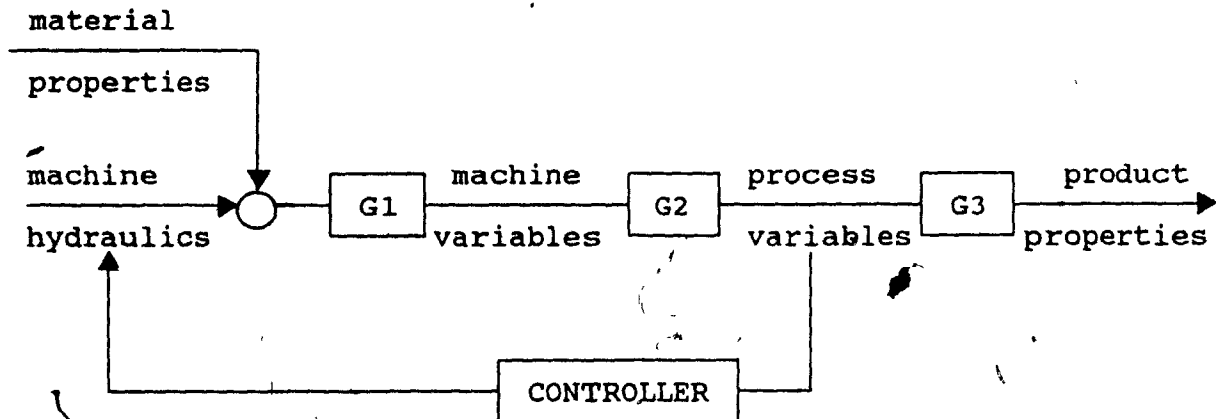 material
properties
machine
hydraulics
G1
machine
variables
G2
process
variables
G3
product
properties
CONTROLLER